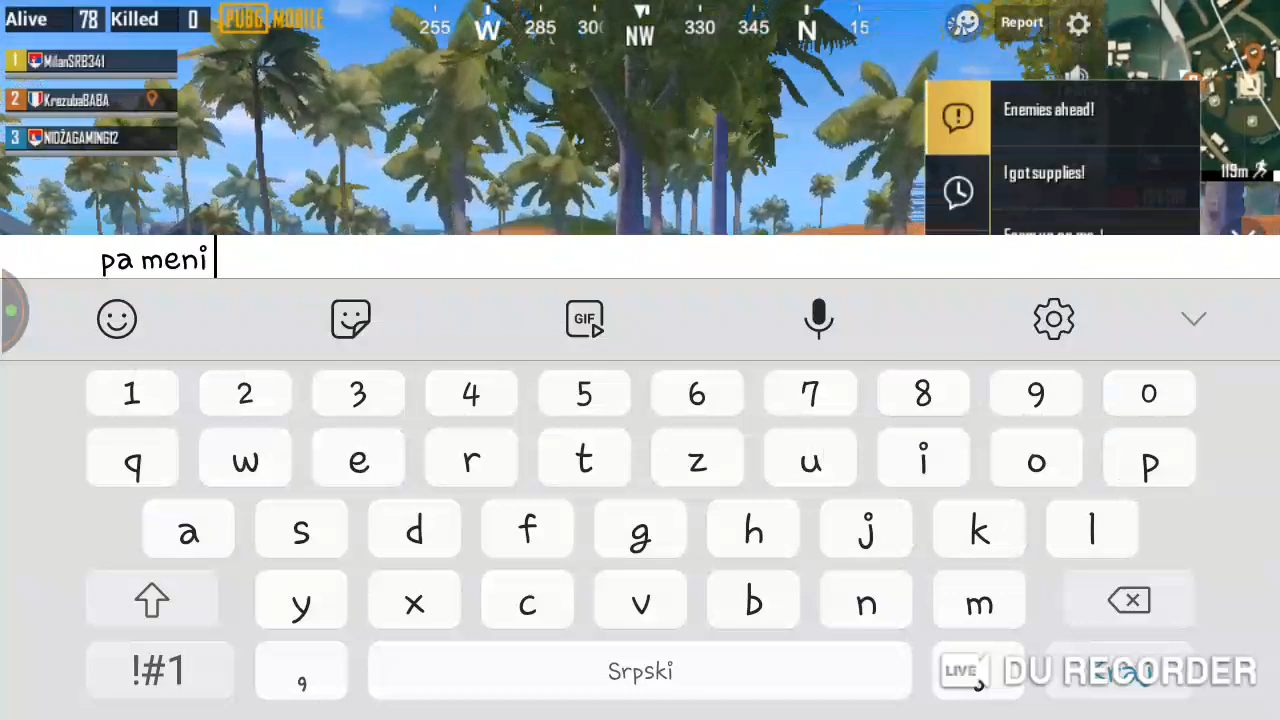 Alive 78 Killed 0 PUBG MOBILE
255 W 285 300 NW 330 345 N 15
Report
1 MilanSRB341
2 KrezubaBABA
3 NIDŽAGAMING12
Enemies ahead!
I got supplies!
119m
pa meni
GIF
1 2 3 4 5 6 7 8 9 0
q w e r t z u i o p
a s d f g h j k l
y x c v b n m
!#1 , Srpski
LIVE DU RECORDER